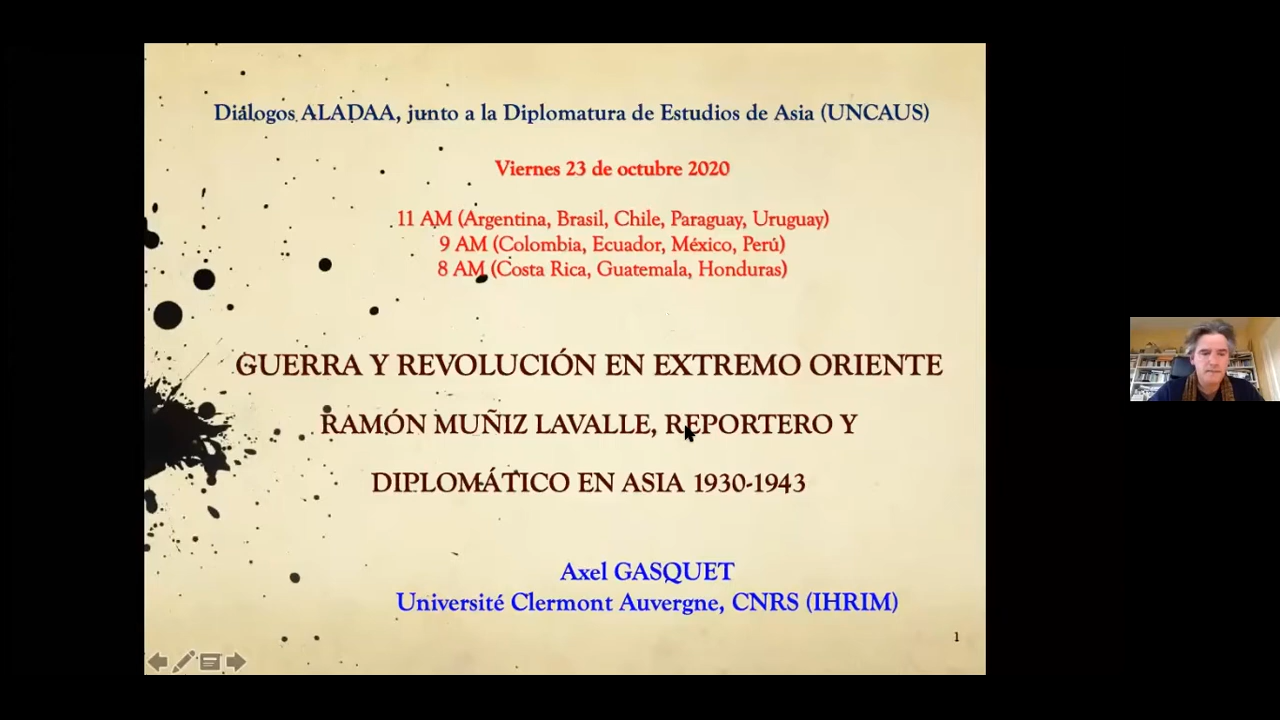 Diálogos ALADAA, junto a la Diplomatura de Estudios de Asia (UNCAUS)
Viernes 23 de octubre 2020
11 AM (Argentina, Brasil, Chile, Paraguay, Uruguay)
9 AM (Colombia, Ecuador, México, Perú)
8 AM (Costa Rica, Guatemala, Honduras)
GUERRA Y REVOLUCIÓN EN EXTREMO ORIENTE
RAMÓN MUÑIZ LAVALLE, REPORTERO Y
DIPLOMÁTICO EN ASIA 1930-1943
Axel GASQUET
Université Clermont Auvergne, CNRS (IHRIM)
1